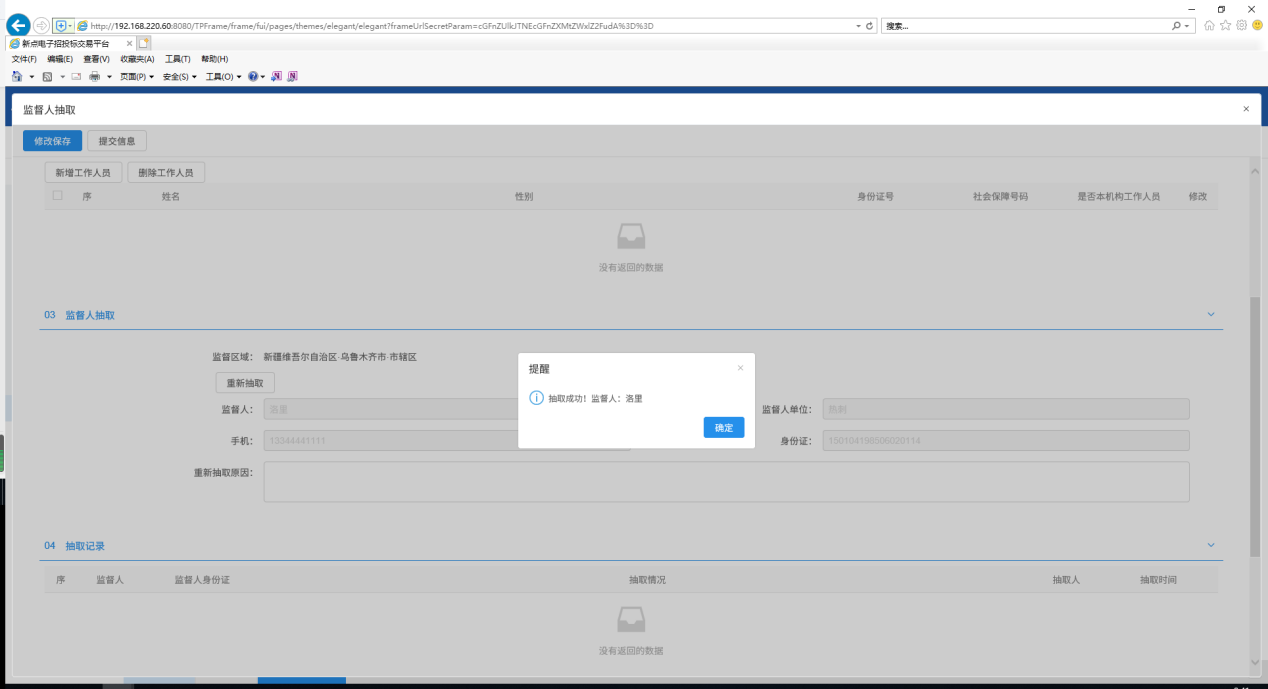 http://192.168.220.60:8080/TPFrame/frame/fui/pages/themes/elegant/elegant?frameUrlSecretParam=cGFnZUlkJTNEcGFnZXMtZWxlZ2FudA%3D%3D 搜索...
新点电子招投标交易平台
文件(F) 编辑(E) 查看(V) 收藏夹(A) 工具(T) 帮助(H)
页面(P) 安全(S) 工具(O)
监督人抽取
修改保存 提交信息
新增工作人员 删除工作人员
序 姓名 性别 身份证号 社会保障号码 是否本机构工作人员 修改
没有返回的数据
03 监督人抽取
监督区域： 新疆维吾尔自治区·乌鲁木齐市·市辖区
提醒
重新抽取
抽取成功！监督人：洛里
监督人： 洛里 监督人单位：
确定
手机： 13344441111 身份证： 150104198509020114
重新抽取原因：
04 抽取记录
序 监督人 监督人身份证 抽取情况 抽取人 抽取时间
没有返回的数据